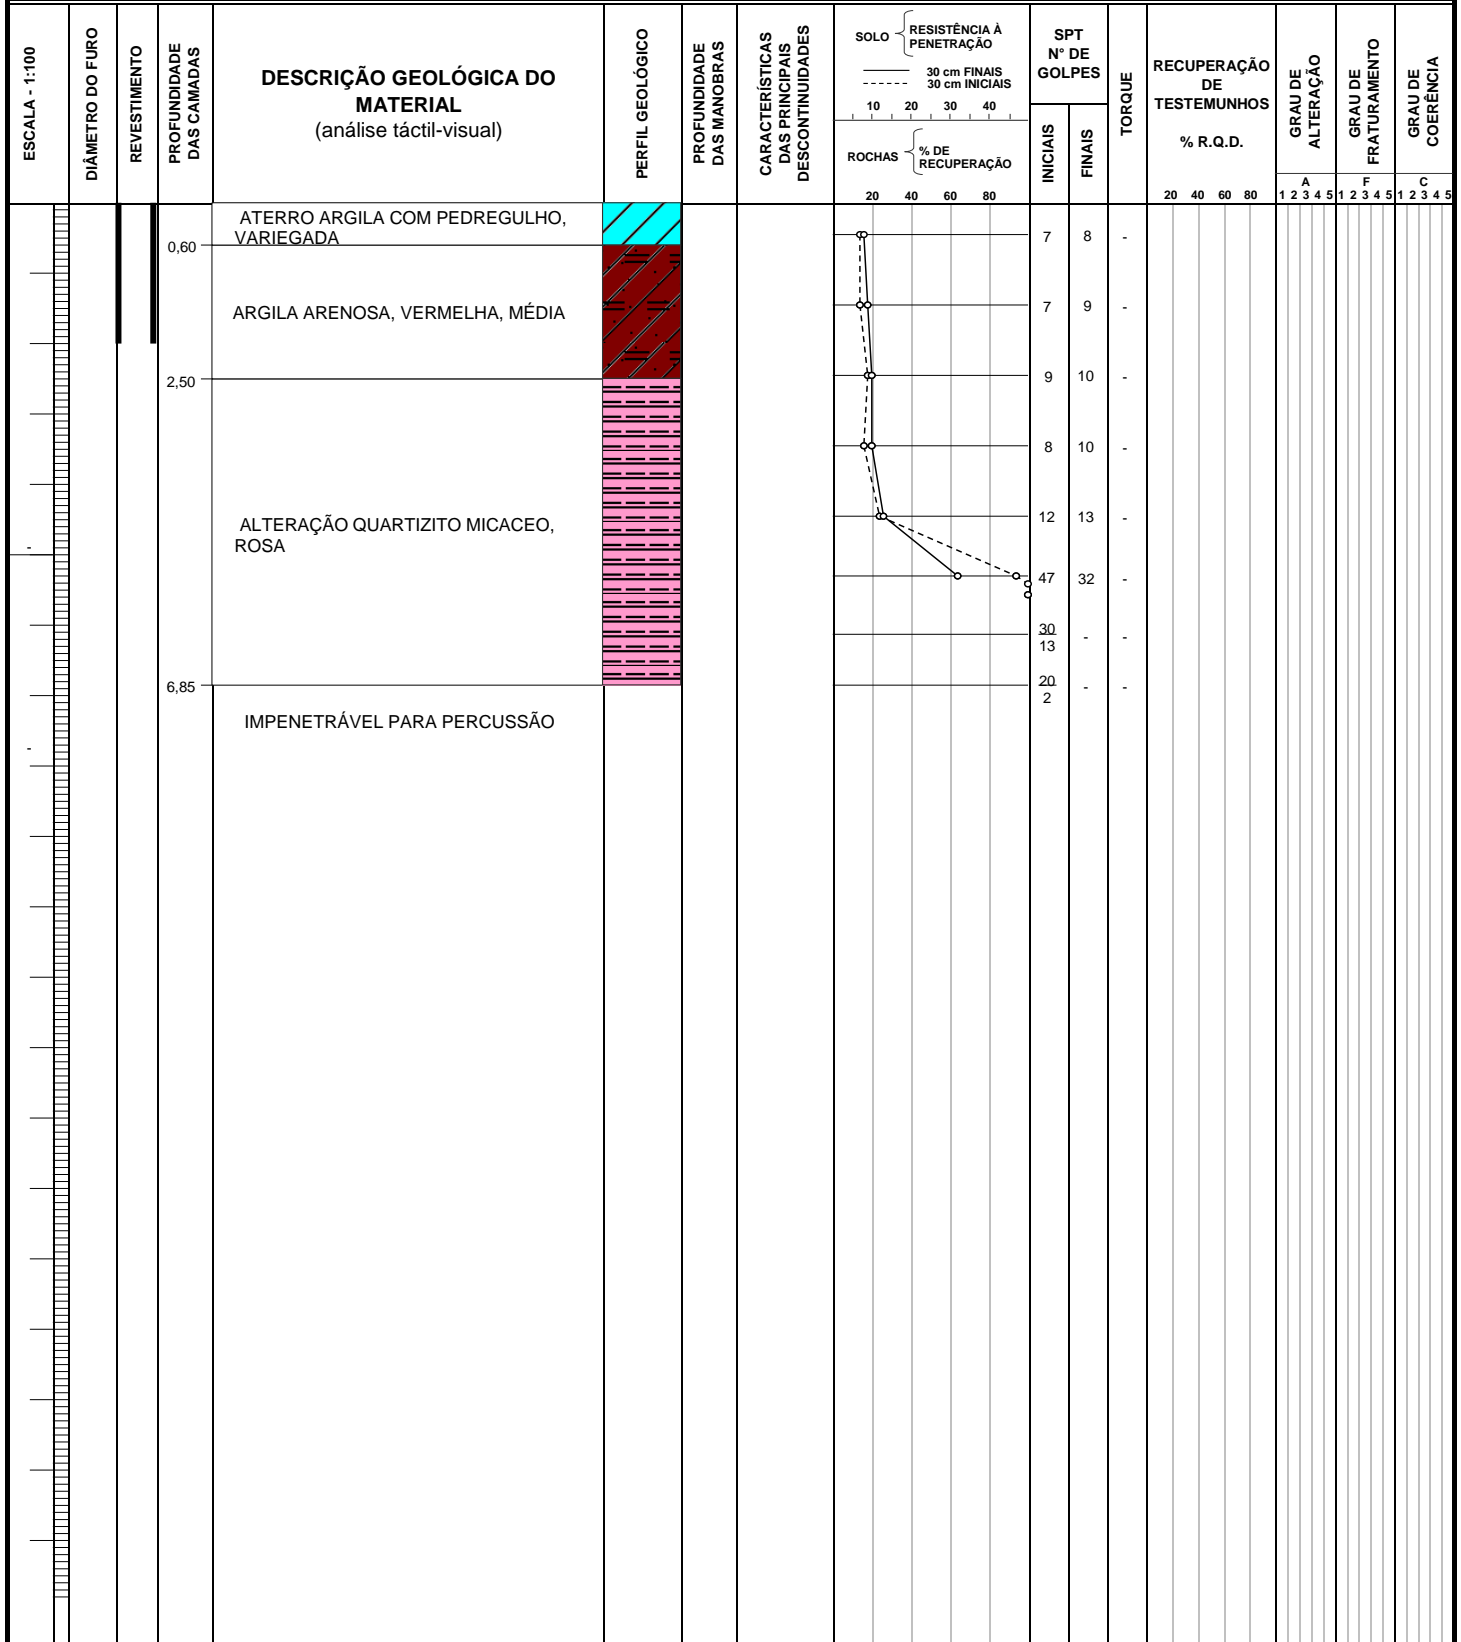 ESCALA - 1:100
DIÂMETRO DO FURO
REVESTIMENTO
PROFUNDIDADE
DAS CAMADAS
DESCRIÇÃO GEOLÓGICA DO
MATERIAL
(análise táctil-visual)
PERFIL GEOLÓGICO
PROFUNDIDADE
DAS MANOBRAS
CARACTERÍSTICAS
DAS PRINCIPAIS
DESCONTINUIDADES
SOLO
RESISTÊNCIA À
PENETRAÇÃO
30 cm FINAIS
30 cm INICIAIS
10 20 30 40
ROCHAS
% DE
RECUPERAÇÃO
20 40 60 80
SPT
N° DE
GOLPES
INICIAIS
FINAIS
TORQUE
RECUPERAÇÃO
DE
TESTEMUNHOS
% R.Q.D.
20 40 60 80
GRAU DE
ALTERAÇÃO
A
1 2 3 4 5
GRAU DE
FRATURAMENTO
F
1 2 3 4 5
GRAU DE
COERÊNCIA
C
1 2 3 4 5
ATERRO ARGILA COM PEDREGULHO,
VARIEGADA
7 8 -
0,60
ARGILA ARENOSA, VERMELHA, MÉDIA
7 9 -
2,50
9 10 -
8 10 -
ALTERAÇÃO QUARTIZITO MICACEO,
ROSA
12 13 -
-
47 32 -
30
13
- -
6,85
20
2
- -
IMPENETRÁVEL PARA PERCUSSÃO
-